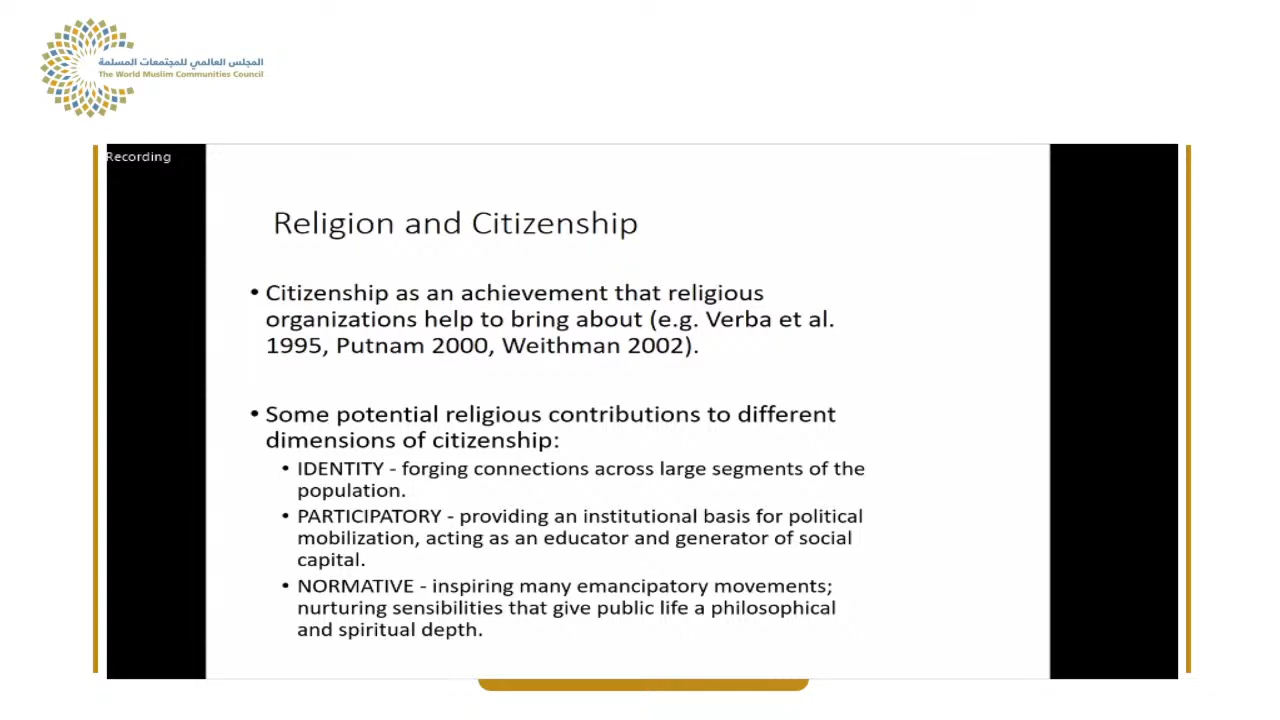 المجلس العالمي للمجتمعات المسلمة
The World Muslim Communities Council
Recording
Religion and Citizenship
• Citizenship as an achievement that religious
organizations help to bring about (e.g. Verba et al.
1995, Putnam 2000, Weithman 2002).
• Some potential religious contributions to different
dimensions of citizenship:
• IDENTITY - forging connections across large segments of the
population.
• PARTICIPATORY - providing an institutional basis for political
mobilization, acting as an educator and generator of social
capital.
• NORMATIVE - inspiring many emancipatory movements;
nurturing sensibilities that give public life a philosophical
and spiritual depth.